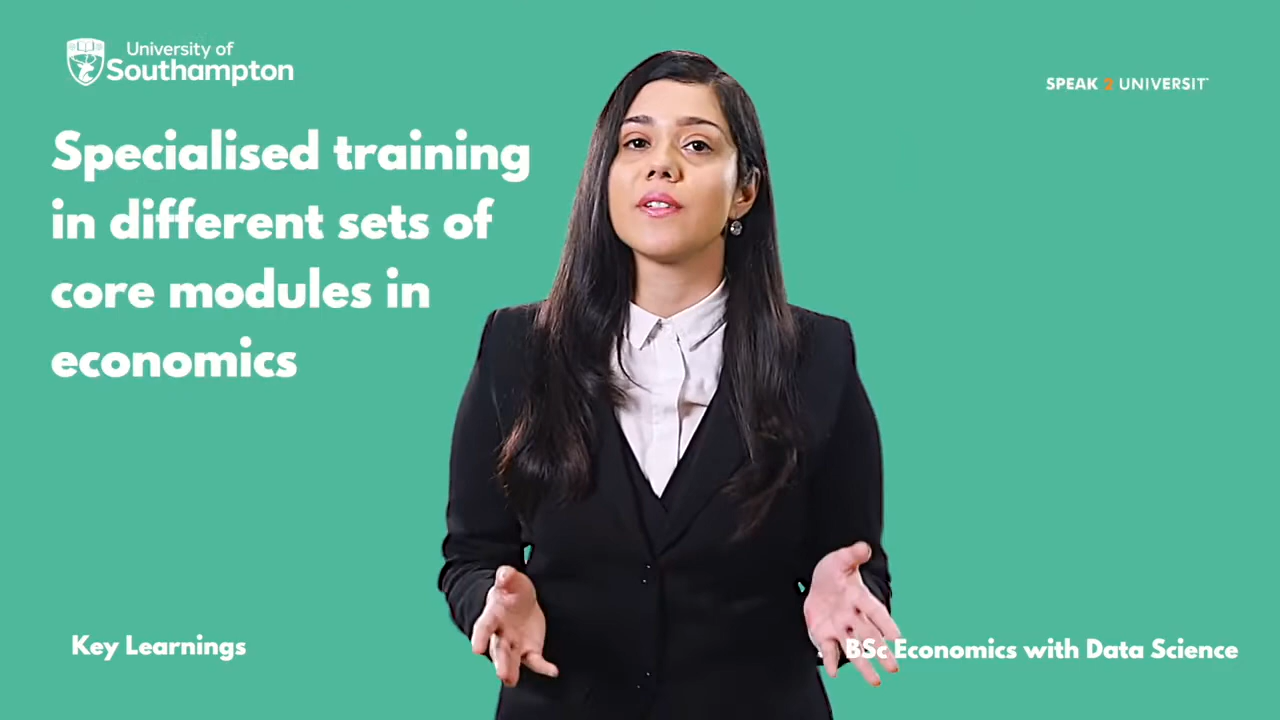 University of
Southampton
SPEAK 2 UNIVERSIT
Specialised training
in different sets of
core modules in
economics
Key Learnings
BSc Economics with Data Science